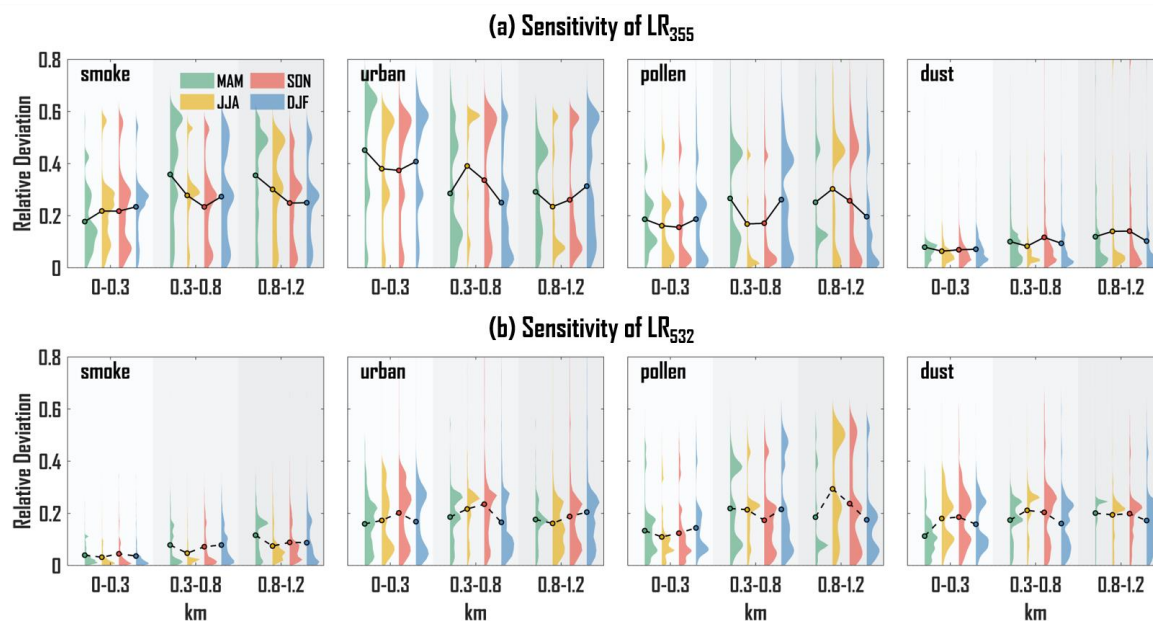 (a) Sensitivity of LR355
smoke
urban
pollen
dust
MAM
SON
JJA
DJF
Relative Deviation
0.8
0.6
0.4
0.2
0
0-0.3
0.3-0.8
0.8-1.2
0-0.3
0.3-0.8
0.8-1.2
0-0.3
0.3-0.8
0.8-1.2
0-0.3
0.3-0.8
0.8-1.2
(b) Sensitivity of LR532
smoke
urban
pollen
dust
Relative Deviation
0.8
0.6
0.4
0.2
0
0-0.3
0.3-0.8
0.8-1.2
0-0.3
0.3-0.8
0.8-1.2
0-0.3
0.3-0.8
0.8-1.2
0-0.3
0.3-0.8
0.8-1.2
km
km
km
km